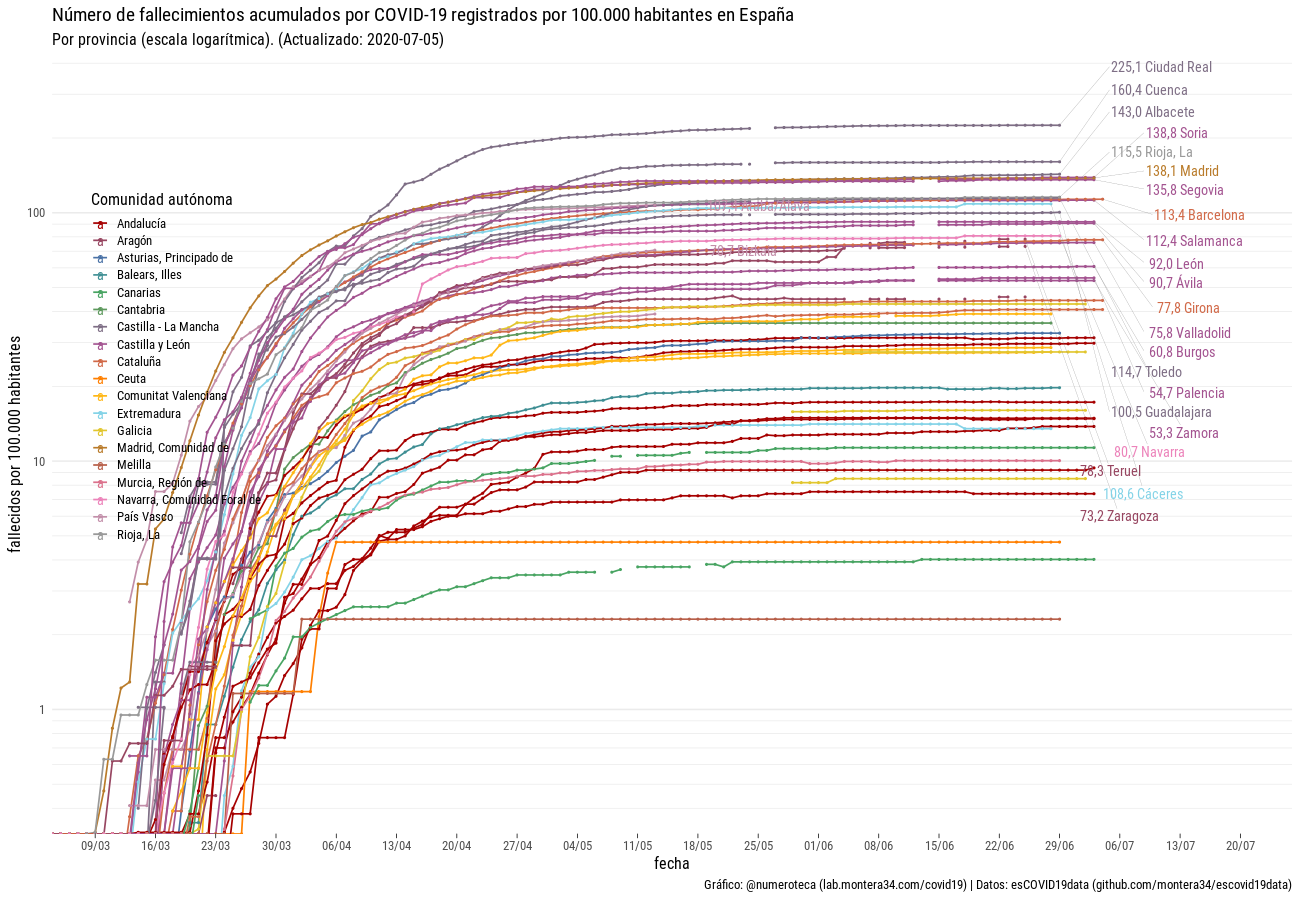 Número de fallecimientos acumulados por COVID-19 registrados por 100.000 habitantes en España
Por provincia (escala logarítmica). (Actualizado: 2020-07-05)
fallecidos por 100.000 habitantes
100
10
1
Comunidad autónoma
Andalucía
Aragón
Asturias, Principado de
Balears, Illes
Canarias
Cantabria
Castilla - La Mancha
Castilla y León
Cataluña
Ceuta
Comunitat Valenciana
Extremadura
Galicia
Madrid, Comunidad de
Melilla
Murcia, Región de
Navarra, Comunidad Foral de
País Vasco
Rioja, La
225,1 Ciudad Real
160,4 Cuenca
143,0 Albacete
138,8 Soria
115,5 Rioja, La
138,1 Madrid
135,8 Segovia
113,4 Barcelona
112,4 Salamanca
92,0 León
90,7 Ávila
77,8 Girona
75,8 Valladolid
60,8 Burgos
114,7 Toledo
54,7 Palencia
100,5 Guadalajara
53,3 Zamora
80,7 Navarra
78,3 Teruel
108,6 Cáceres
73,2 Zaragoza
09/03 16/03 23/03 30/03 06/04 13/04 20/04 27/04 04/05 11/05 18/05 25/05 01/06 08/06 15/06 22/06 29/06 06/07 13/07 20/07
fecha
Gráfico: @numeroteca (lab.montera34.com/covid19) | Datos: esCOVID19data (github.com/montera34/escovid19data)